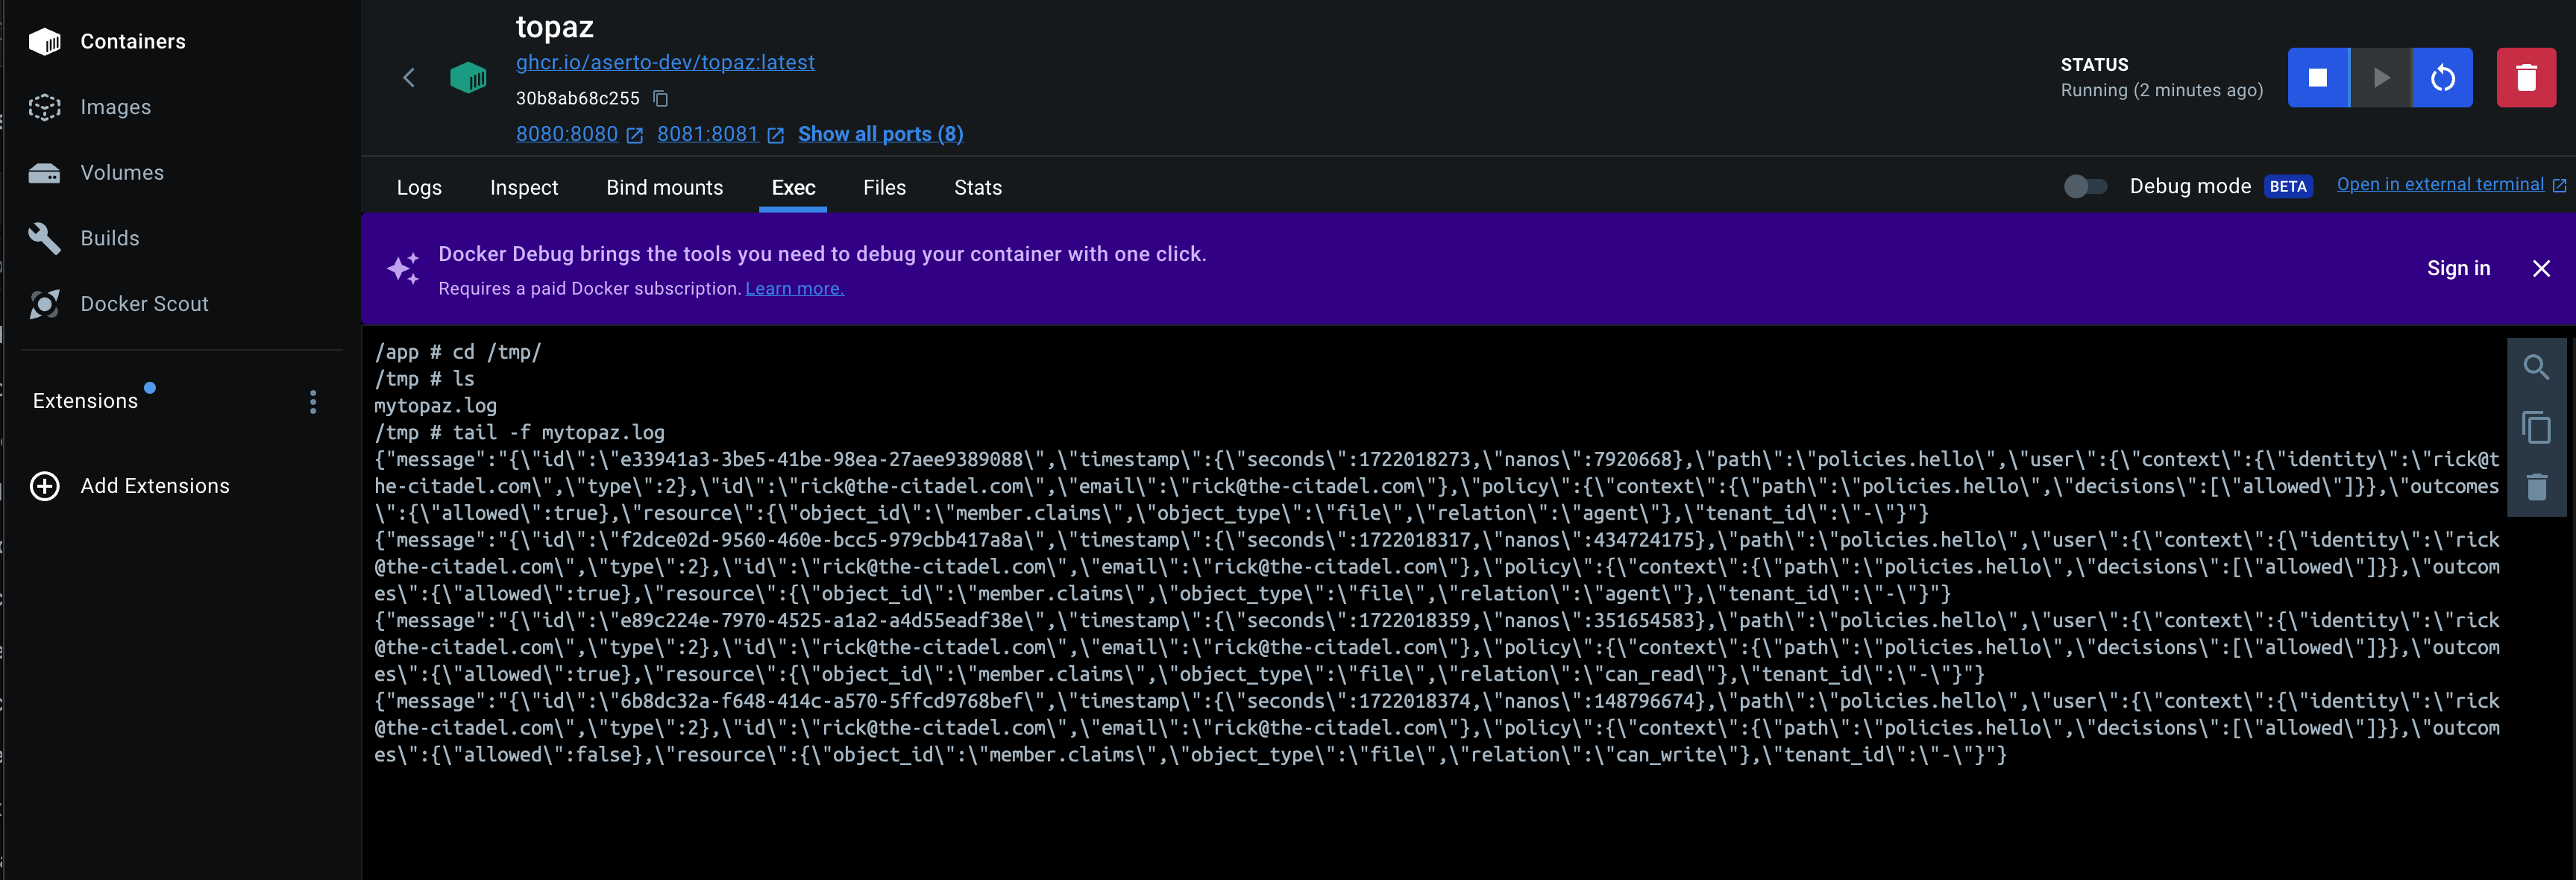 Containers
Images
Volumes
Builds
Docker Scout
Extensions
Add Extensions
topaz
ghcr.io/aserto-dev/topaz:latest
30b8ab68c255
8080:8080 8081:8081 Show all ports (8)
STATUS
Running (2 minutes ago)
Logs Inspect Bind mounts Exec Files Stats
Debug mode BETA Open in external terminal
Docker Debug brings the tools you need to debug your container with one click.
Requires a paid Docker subscription. Learn more.
Sign in
/app # cd /tmp/
/tmp # ls
mytopaz.log
/tmp # tail -f mytopaz.log
{"message":"{\"id\":\"e33941a3-3be5-41be-98ea-27aee9389088\",\"timestamp\":{\"seconds\":1722018273,\"nanos\":7920668},\"path\":\"policies.hello\",\"user\":{\"context\":{\"identity\":\"rick@t
he-citadel.com\",\"type\":2},\"id\":\"rick@the-citadel.com\",\"email\":\"rick@the-citadel.com\"},\"policy\":{\"context\":{\"path\":\"policies.hello\",\"decisions\":[\"allowed\"]}},\"outcomes
\":{\"allowed\":true},\"resource\":{\"object_id\":\"member.claims\",\"object_type\":\"file\",\"relation\":\"agent\"},\"tenant_id\":\"-\"}"}
{"message":"{\"id\":\"f2dce02d-9560-460e-bcc5-979cbb417a8a\",\"timestamp\":{\"seconds\":1722018317,\"nanos\":434724175},\"path\":\"policies.hello\",\"user\":{\"context\":{\"identity\":\"rick
@the-citadel.com\",\"type\":2},\"id\":\"rick@the-citadel.com\",\"email\":\"rick@the-citadel.com\"},\"policy\":{\"context\":{\"path\":\"policies.hello\",\"decisions\":[\"allowed\"]}},\"outcom
es\":{\"allowed\":true},\"resource\":{\"object_id\":\"member.claims\",\"object_type\":\"file\",\"relation\":\"agent\"},\"tenant_id\":\"-\"}"}
{"message":"{\"id\":\"e89c224e-7970-4525-a1a2-a4d55eadf38e\",\"timestamp\":{\"seconds\":1722018359,\"nanos\":351654583},\"path\":\"policies.hello\",\"user\":{\"context\":{\"identity\":\"rick
@the-citadel.com\",\"type\":2},\"id\":\"rick@the-citadel.com\",\"email\":\"rick@the-citadel.com\"},\"policy\":{\"context\":{\"path\":\"policies.hello\",\"decisions\":[\"allowed\"]}},\"outcom
es\":{\"allowed\":true},\"resource\":{\"object_id\":\"member.claims\",\"object_type\":\"file\",\"relation\":\"can_read\"},\"tenant_id\":\"-\"}"}
{"message":"{\"id\":\"6b8dc32a-f648-414c-a570-5ffcd9768bef\",\"timestamp\":{\"seconds\":1722018374,\"nanos\":148796674},\"path\":\"policies.hello\",\"user\":{\"context\":{\"identity\":\"rick
@the-citadel.com\",\"type\":2},\"id\":\"rick@the-citadel.com\",\"email\":\"rick@the-citadel.com\"},\"policy\":{\"context\":{\"path\":\"policies.hello\",\"decisions\":[\"allowed\"]}},\"outcom
es\":{\"allowed\":false},\"resource\":{\"object_id\":\"member.claims\",\"object_type\":\"file\",\"relation\":\"can_write\"},\"tenant_id\":\"-\"}"}